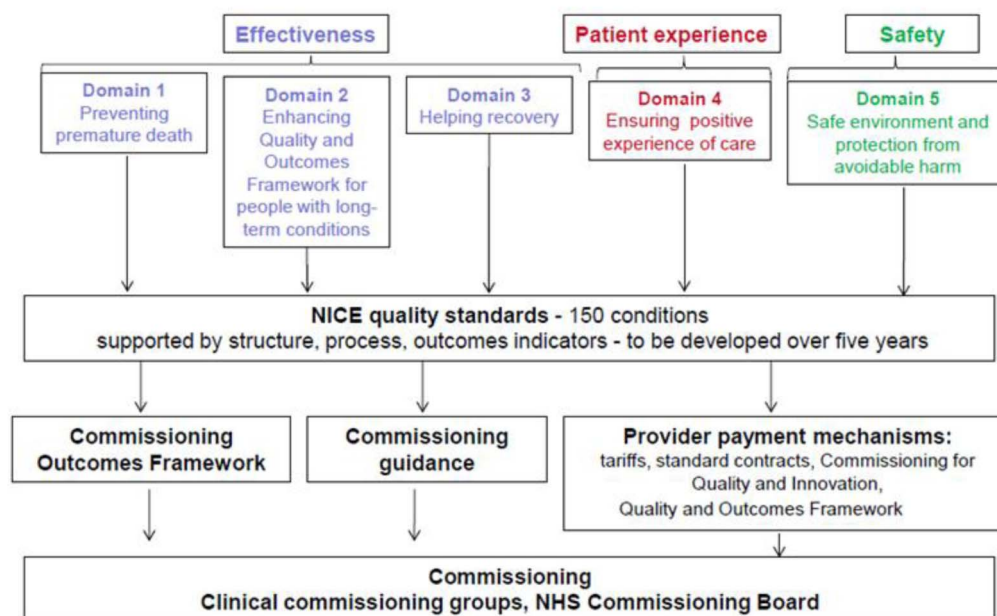 Effectiveness
Patient experience
Safety
Domain 1
Preventing
premature death
Domain 2
Enhancing
Quality and
Outcomes
Framework for
people with long-
term conditions
Domain 3
Helping recovery
Domain 4
Ensuring positive
experience of care
Domain 5
Safe environment and
protection from
avoidable harm
NICE quality standards - 150 conditions
supported by structure, process, outcomes indicators - to be developed over five years
Commissioning
Outcomes Framework
Commissioning
guidance
Provider payment mechanisms:
tariffs, standard contracts, Commissioning for
Quality and Innovation,
Quality and Outcomes Framework
Commissioning
Clinical commissioning groups, NHS Commissioning Board